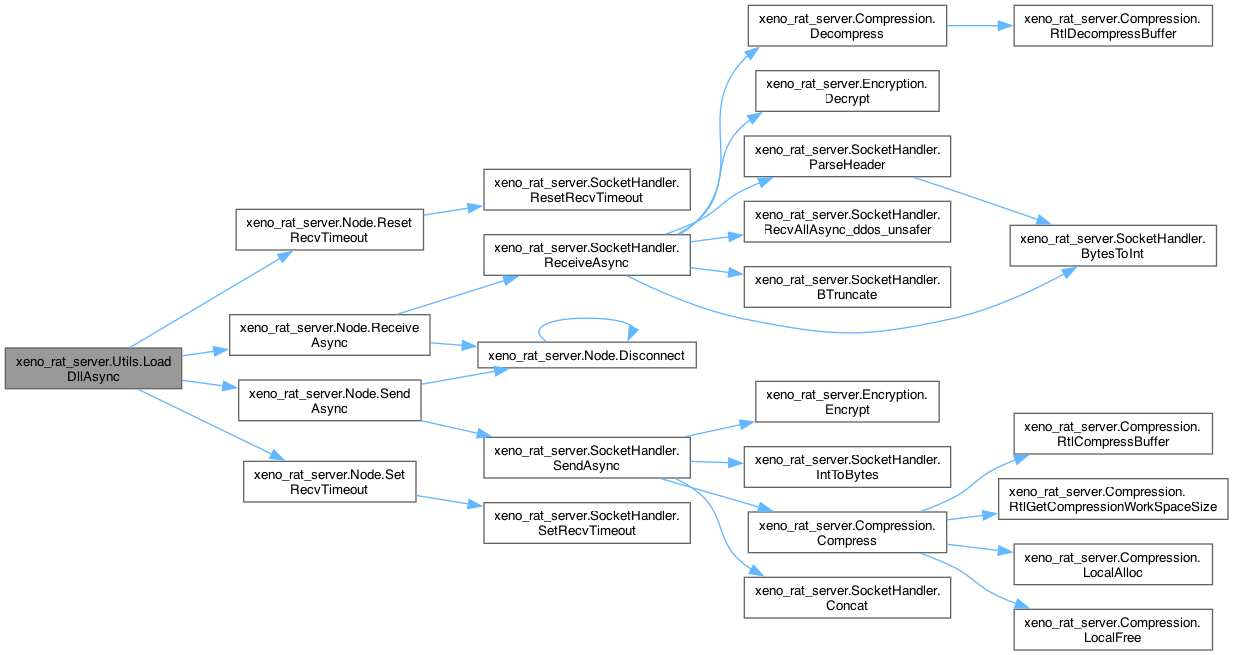 xeno_rat_server.Utils.Load
DllAsync
xeno_rat_server.Node.Reset
RecvTimeout
xeno_rat_server.Node.Receive
Async
xeno_rat_server.Node.Send
Async
xeno_rat_server.Node.Set
RecvTimeout
xeno_rat_server.SocketHandler.
ResetRecvTimeout
xeno_rat_server.SocketHandler.
ReceiveAsync
xeno_rat_server.Node.Disconnect
xeno_rat_server.SocketHandler.
SendAsync
xeno_rat_server.SocketHandler.
SetRecvTimeout
xeno_rat_server.Compression.
Decompress
xeno_rat_server.Encryption.
Decrypt
xeno_rat_server.SocketHandler.
ParseHeader
xeno_rat_server.SocketHandler.
RecvAllAsync_ddos_unsafer
xeno_rat_server.SocketHandler.
BTruncate
xeno_rat_server.Encryption.
Encrypt
xeno_rat_server.SocketHandler.
IntToBytes
xeno_rat_server.Compression.
Compress
xeno_rat_server.SocketHandler.
Concat
xeno_rat_server.Compression.
RtlDecompressBuffer
xeno_rat_server.SocketHandler.
BytesToInt
xeno_rat_server.Compression.
RtlCompressBuffer
xeno_rat_server.Compression.
RtlGetCompressionWorkSpaceSize
xeno_rat_server.Compression.
LocalAlloc
xeno_rat_server.Compression.
LocalFree